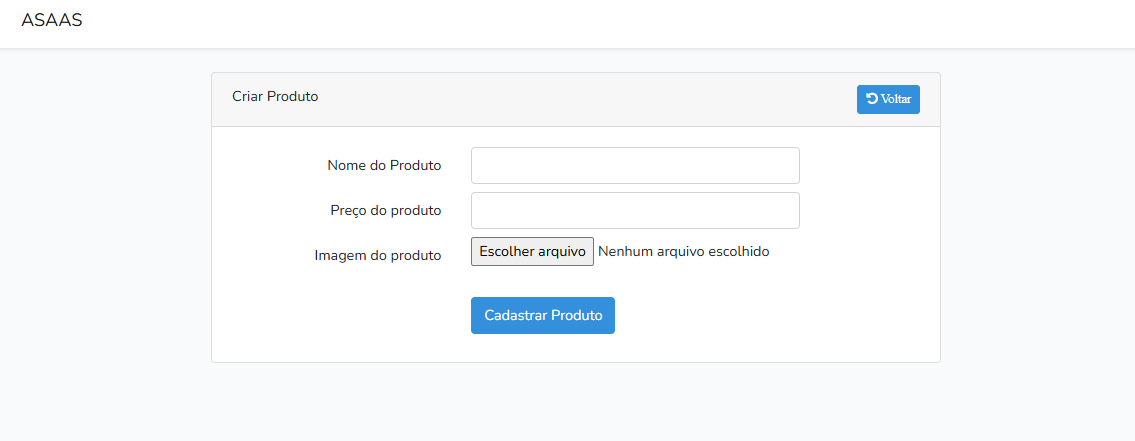 ASAAS
Criar Produto
Voltar
Nome do Produto
Preço do produto
Imagem do produto
Escolher arquivo Nenhum arquivo escolhido
Cadastrar Produto